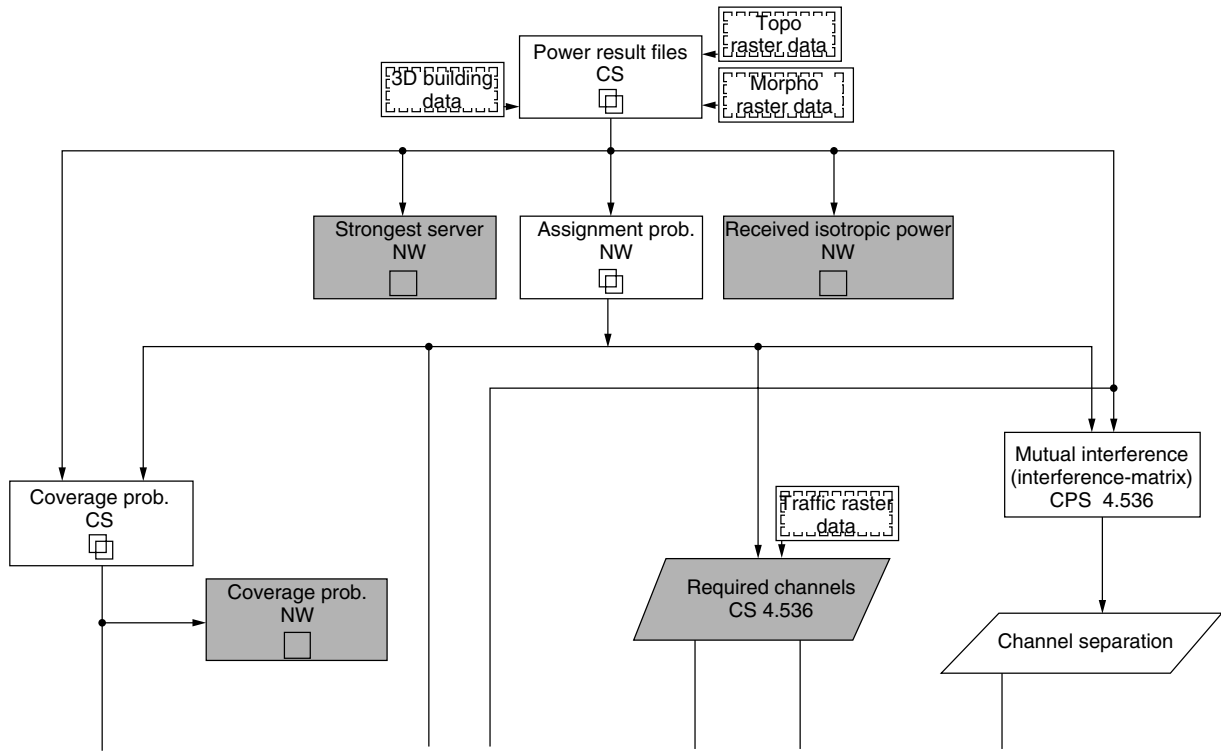 Topo
raster data
Power result files
CS
3D building
data
Morpho
raster data
Strongest server
NW
Assignment prob.
NW
Received isotropic power
NW
Mutual interference
(interference-matrix)
CPS 4.536
Coverage prob.
CS
Traffic raster
data
Coverage prob.
NW
Required channels
CS 4.536
Channel separation